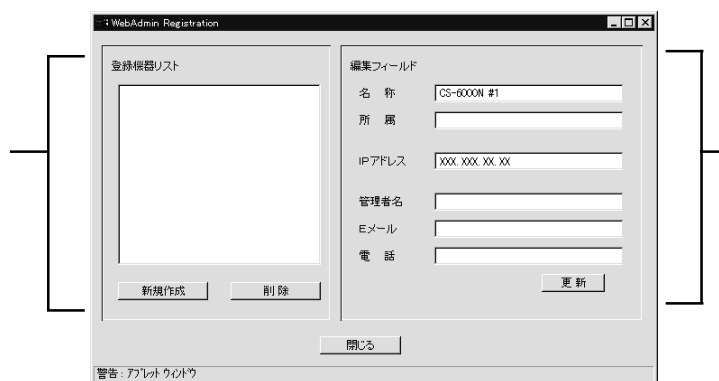 WebAdmin Registration
登録機器リスト
新規作成
削 除
編集フィールド
名 称 CS-6000N #1
所 属
IPアドレス XXX. XXX. XX. XX
管理者名
Eメール
電 話
更 新
閉じる
警告 : アプレット ウィンドウ